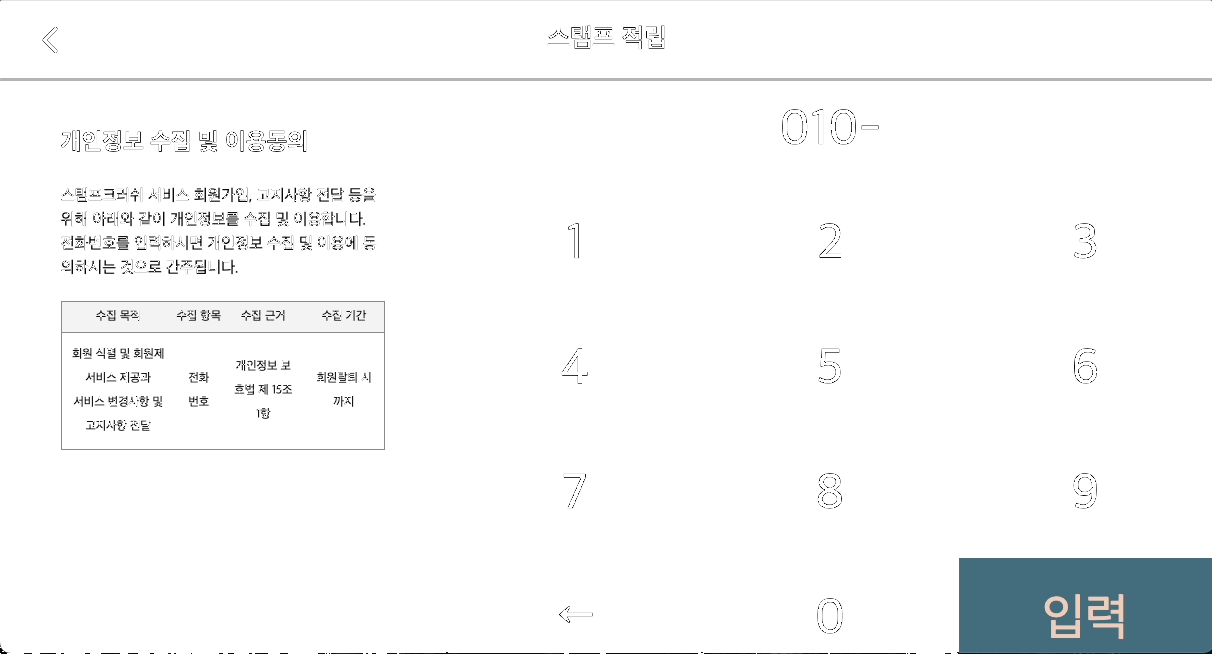 스탬프 적립
개인정보 수집 및 이용동의
스탬프크러쉬 서비스 회원가인, 고지사항 전달 등을
위해 아래와 같이 개인정보를 수집 및 이용합니다.
전화번호를 입력하시면 개인정보 수집 및 이용에 동
의하시는 것으로 간주됩니다.
수집 목적 수집 항목 수집 근거 수집 기간
회원 식별 및 회원제
서비스 제공과
서비스 변경사항 및
고지사항 전달
전화
번호
개인정보 보
호법 제 15조
1항
회원탈퇴 시
까지
010-
1 2 3
4 5 6
7 8 9
← 0 입력